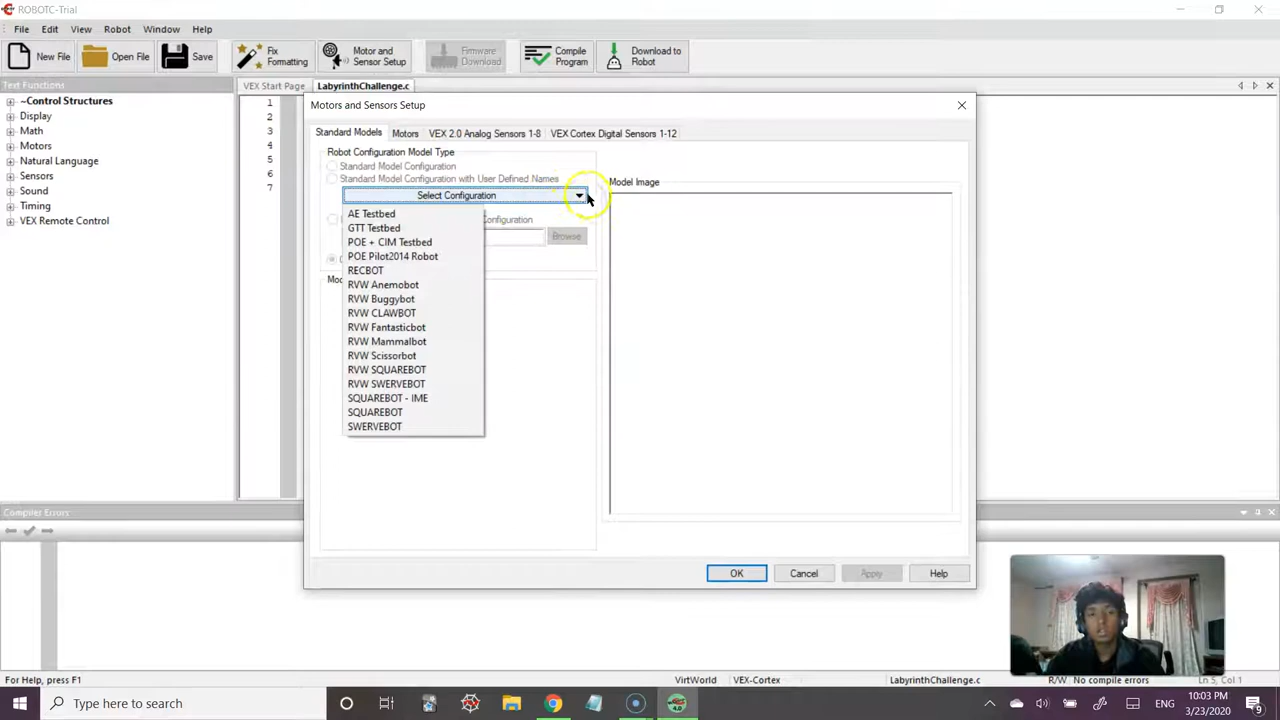 ROBOTC-Trial
File Edit View Robot Window Help
New File Open File Save Fix Formatting Motor and Sensor Setup Firmware Download Compile Program Download to Robot
Text Functions
VEX Start Page LabyrinthChallenge.c
~Control Structures
Display
Math
Motors
Natural Language
Sensors
Sound
Timing
VEX Remote Control
1
2
3
4
5
6
7
Motors and Sensors Setup
Standard Models Motors VEX 2.0 Analog Sensors 1-8 VEX Cortex Digital Sensors 1-12
Robot Configuration Model Type
Standard Model Configuration
Standard Model Configuration with User Defined Names
Select Configuration
Configuration
Browse
AE Testbed
GTT Testbed
POE + CIM Testbed
POE Pilot2014 Robot
RECBOT
RVW Anemobot
RVW Buggybot
RVW CLAWBOT
RVW Fantasticbot
RVW Mammalbot
RVW Scissorbot
RVW SQUAREBOT
RVW SWERVEBOT
SQUAREBOT - IME
SQUAREBOT
SWERVEBOT
Model Image
OK Cancel Apply Help
Compiler Errors
For Help, press F1
VirtWorld VEX-Cortex LabyrinthChallenge.c R/W No compile errors Ln 5, Col 1
Type here to search
ENG
10:03 PM
3/23/2020